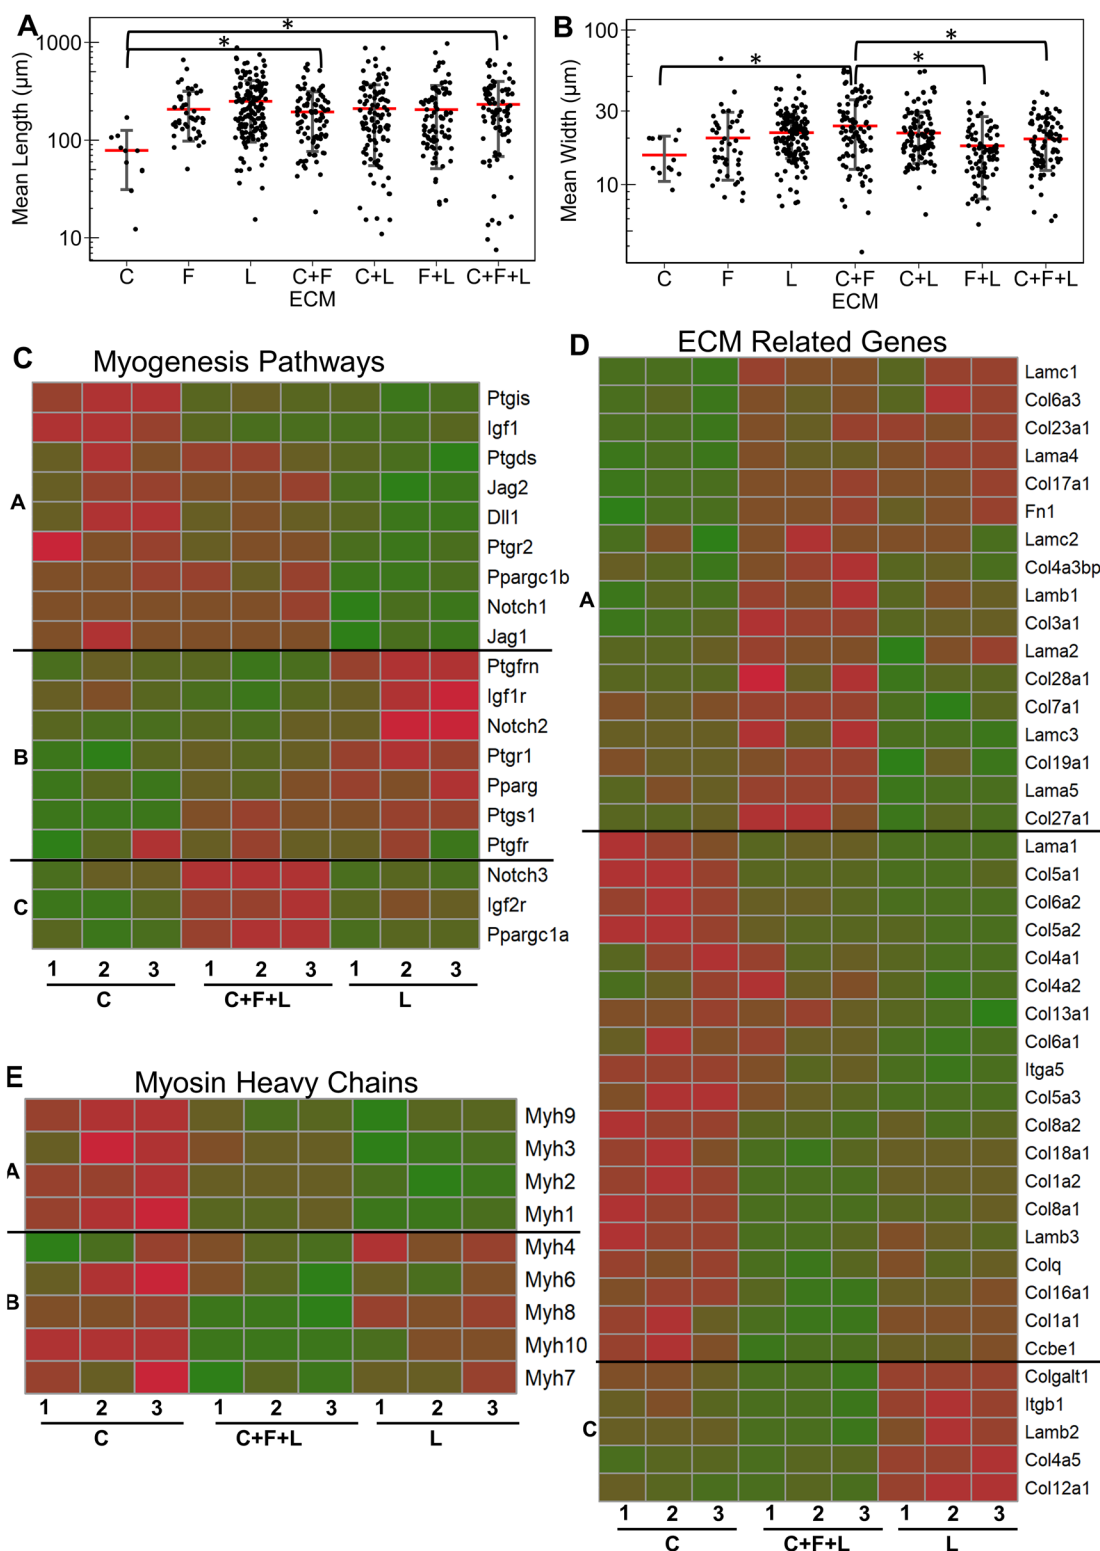 A
*
*
1000
100
10
Mean Length (µm)
C F L C+F C+L F+L C+F+L
ECM
B
*
*
*
100
30
10
Mean Width (µm)
C F L C+F C+L F+L C+F+L
ECM
C
Myogenesis Pathways
A
Ptgis
Igf1
Ptgds
Jag2
Dll1
Ptgr2
Ppargc1b
Notch1
Jag1
B
Ptgfrn
Igf1r
Notch2
Ptgr1
Pparg
Ptgs1
Ptgfr
C
Notch3
Igf2r
Ppargc1a
1 2 3 1 2 3 1 2 3
C C+F+L L
D
ECM Related Genes
A
Lamc1
Col6a3
Col23a1
Lama4
Col17a1
Fn1
Lamc2
Col4a3bp
Lamb1
Col3a1
Lama2
Col28a1
Col7a1
Lamc3
Col19a1
Lama5
Col27a1
B
Lama1
Col5a1
Col6a2
Col5a2
Col4a1
Col4a2
Col13a1
Col6a1
Itga5
Col5a3
Col8a2
Col18a1
Col1a2
Col8a1
Lamb3
Colq
Col16a1
Col1a1
Ccbe1
C
Colgalt1
Itgb1
Lamb2
Col4a5
Col12a1
1 2 3 1 2 3 1 2 3
C C+F+L L
E
Myosin Heavy Chains
A
Myh9
Myh3
Myh2
Myh1
B
Myh4
Myh6
Myh8
Myh10
Myh7
1 2 3 1 2 3 1 2 3
C C+F+L L